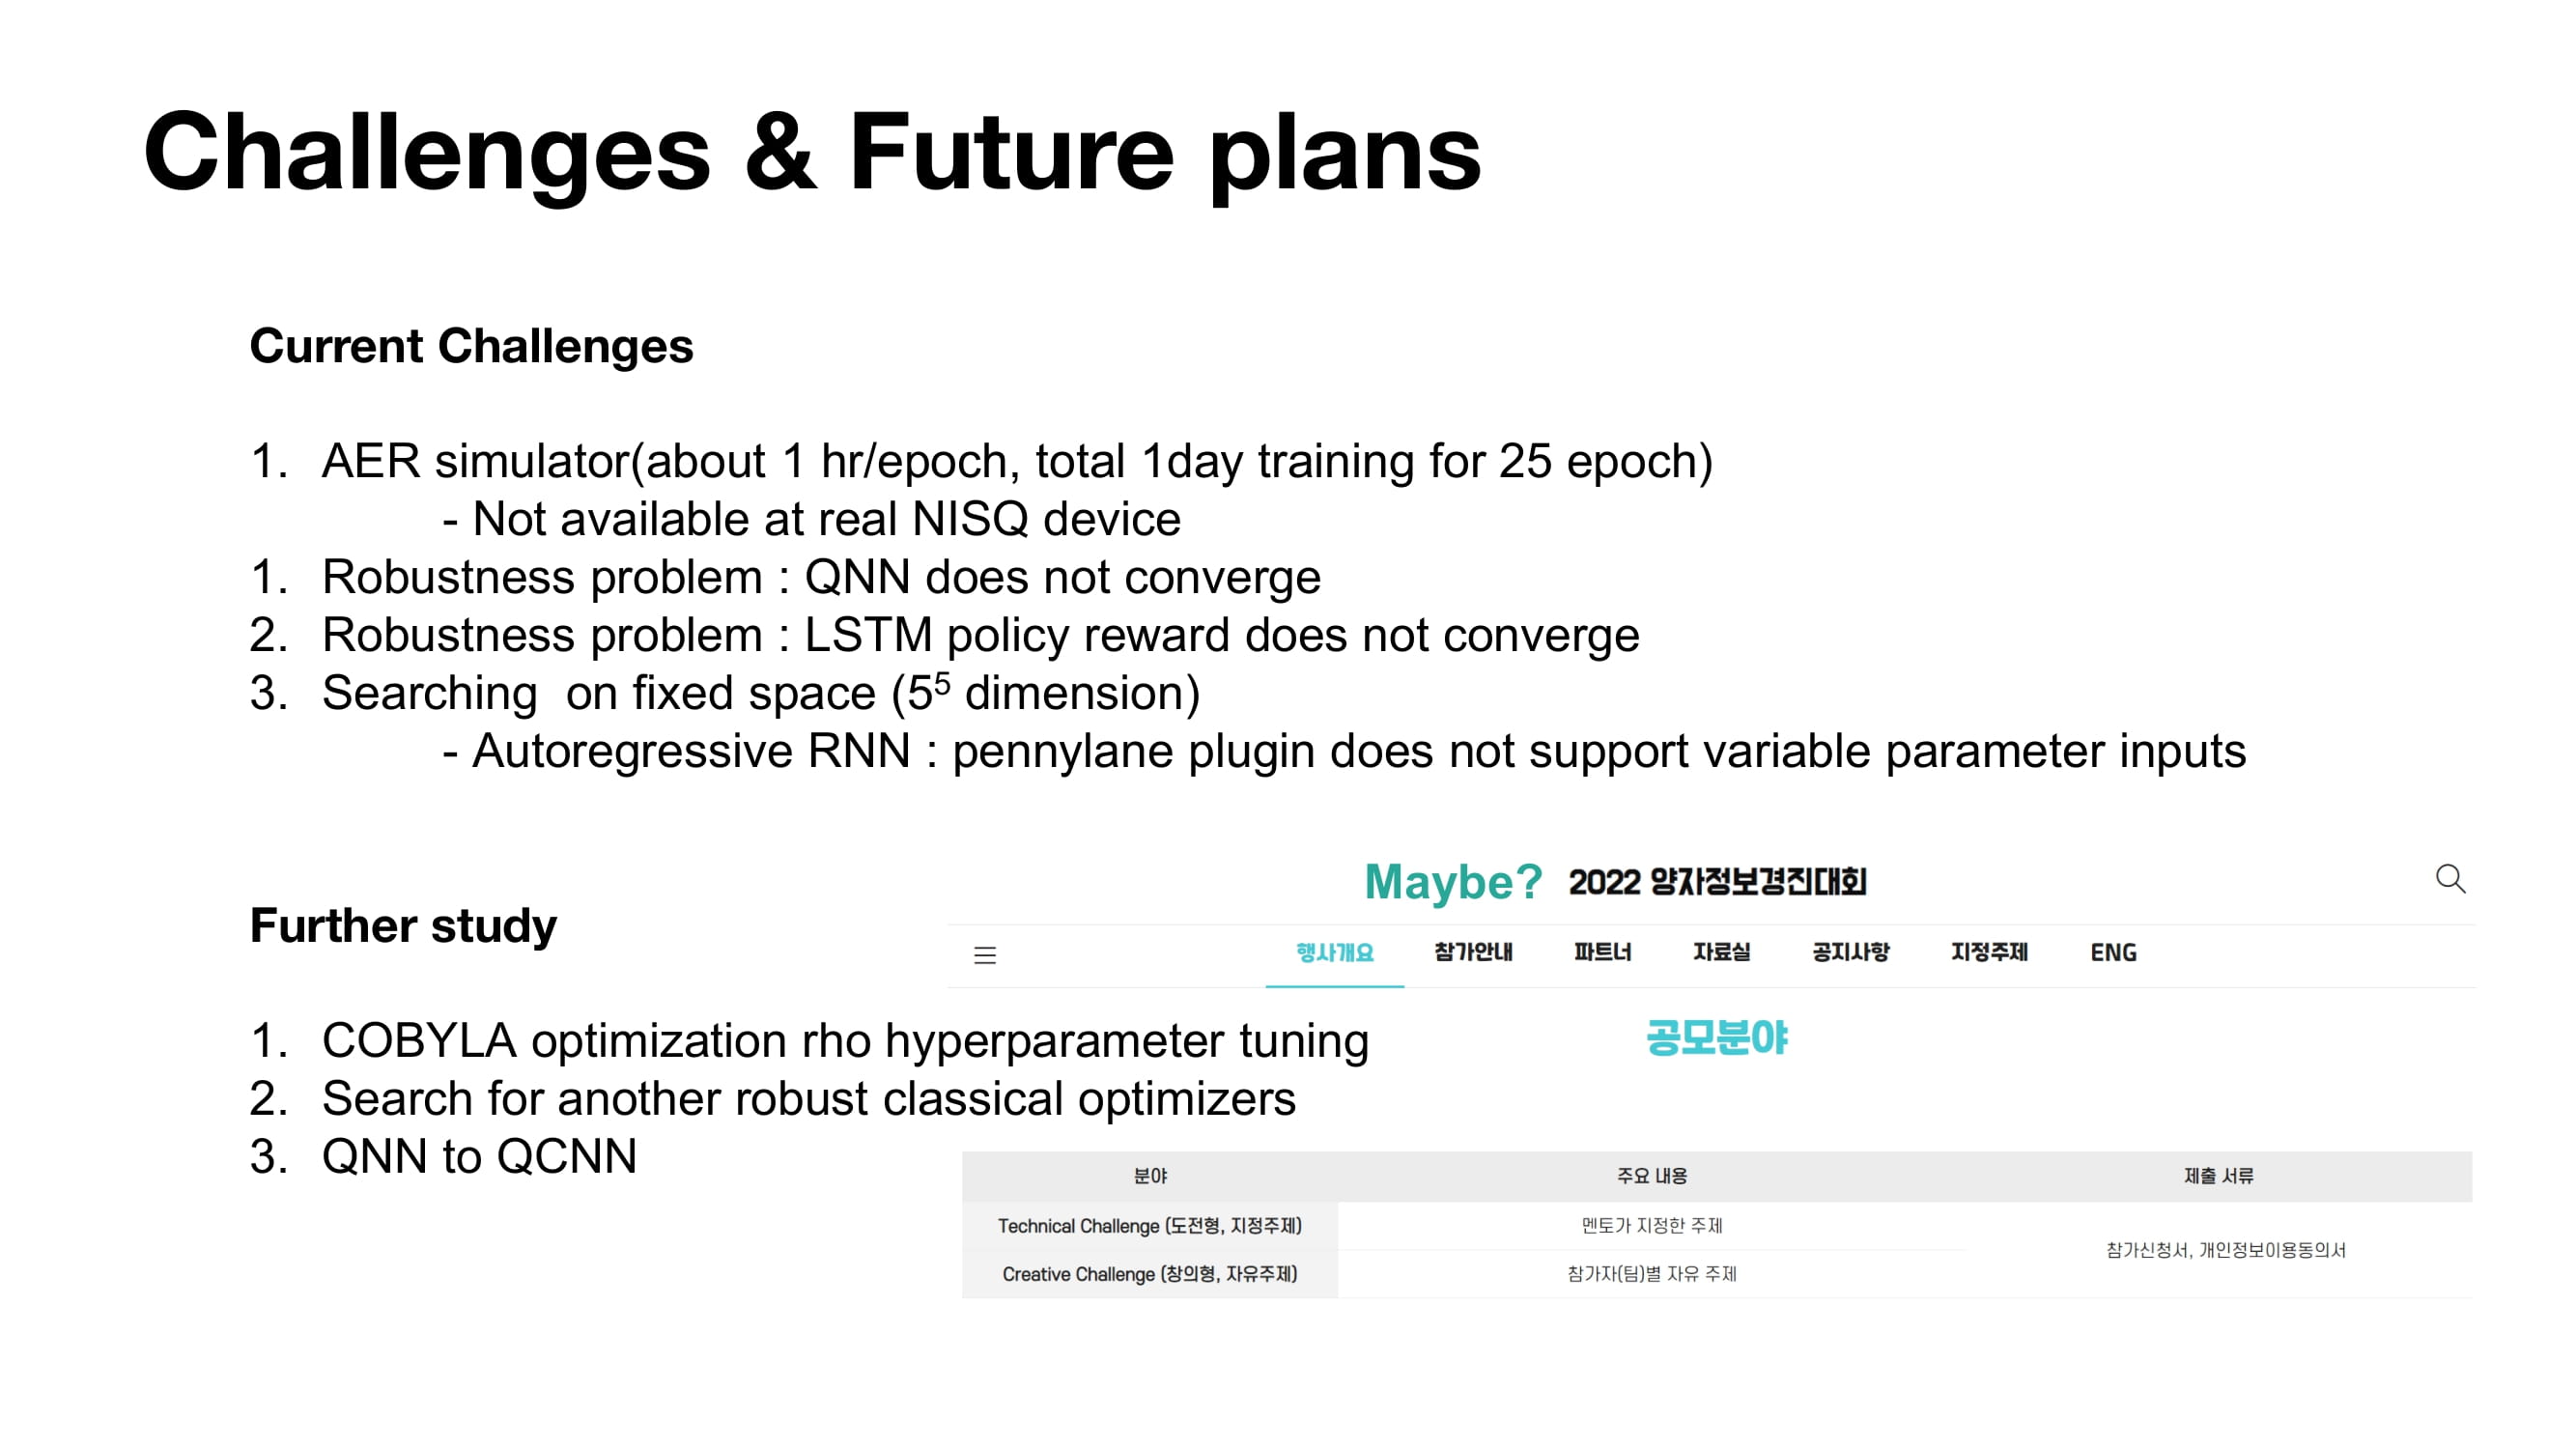 Challenges & Future plans
Current Challenges
1. AER simulator(about 1 hr/epoch, total 1day training for 25 epoch)
- Not available at real NISQ device
1. Robustness problem : QNN does not converge
2. Robustness problem : LSTM policy reward does not converge
3. Searching  on fixed space (5⁵ dimension)
- Autoregressive RNN : pennylane plugin does not support variable parameter inputs
Further study
1. COBYLA optimization rho hyperparameter tuning
2. Search for another robust classical optimizers
3. QNN to QCNN
Maybe? 2022 양자정보경진대회
행사개요 참가안내 파트너 자료실 공지사항 지정주제 ENG
공모분야
분야 주요 내용 제출 서류
Technical Challenge (도전형, 지정주제) 멘토가 지정한 주제
참가신청서, 개인정보이용동의서
Creative Challenge (창의형, 자유주제) 참가자(팀)별 자유 주제